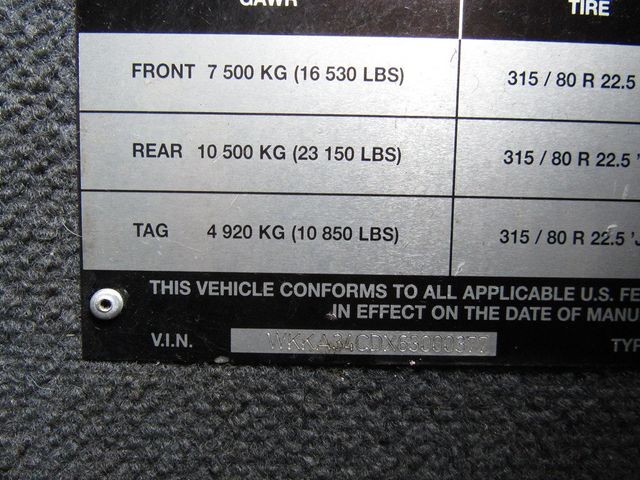 GAWR TIRE
FRONT 7 500 KG (16 530 LBS) 315 / 80 R 22.5
REAR 10 500 KG (23 150 LBS) 315 / 80 R 22.5 '
TAG 4 920 KG (10 850 LBS) 315 / 80 R 22.5 'J
THIS VEHICLE CONFORMS TO ALL APPLICABLE U.S. FE
IN EFFECT ON THE DATE OF MANU
V.I.N. WKKA34CDX63000377 TYP